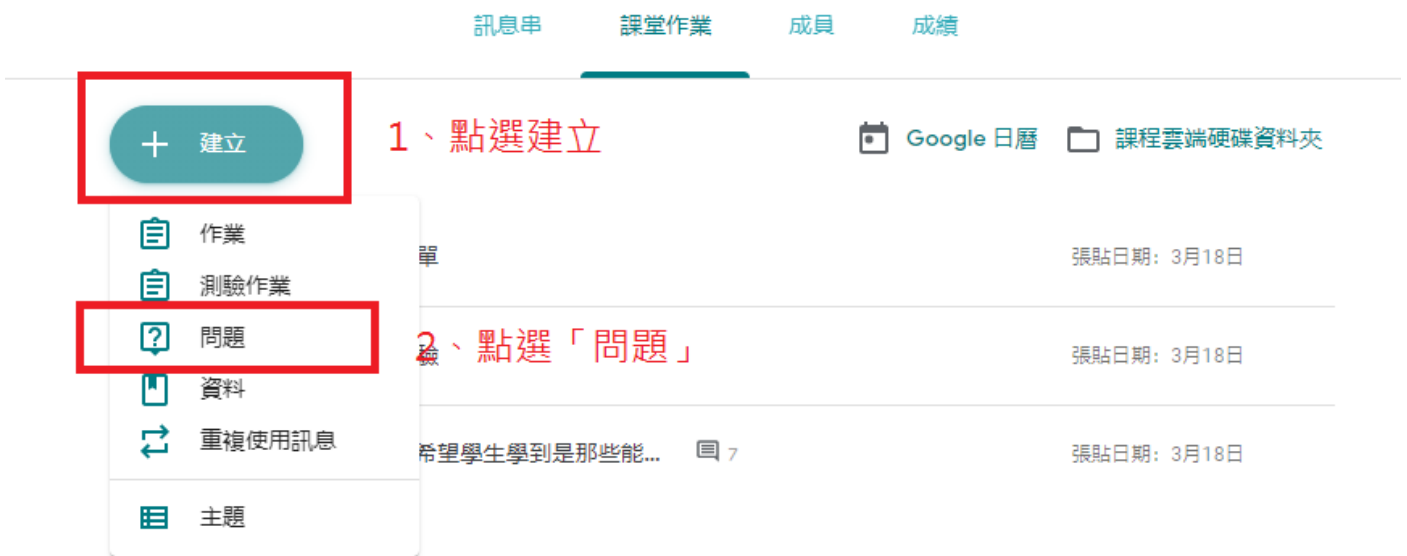 訊息串 課堂作業 成員 成績
建立 1、點選建立 Google 日曆 課程雲端硬碟資料夾
作業
單 張貼日期: 3月18日
測驗作業
問題 2、點選「問題」
驗 張貼日期: 3月18日
資料
重複使用訊息
希望學生學到是那些能... 7 張貼日期: 3月18日
主題